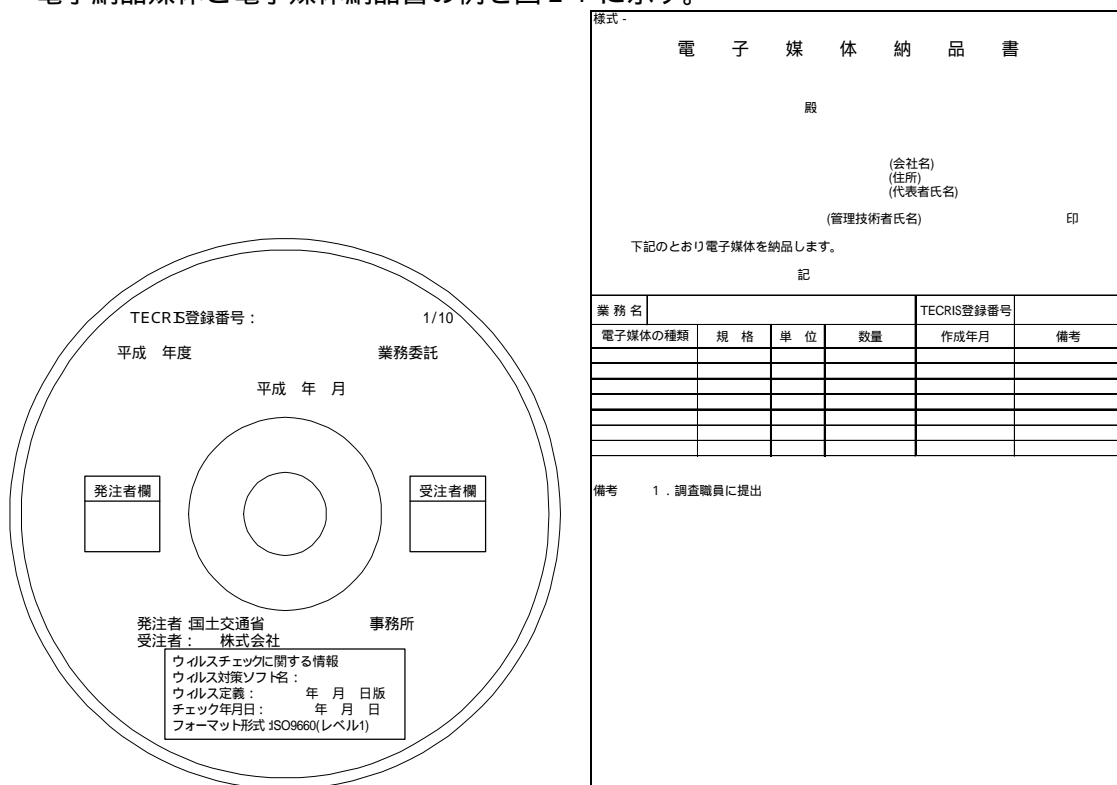 電子納品媒体と電子媒体納品書の例を図2-1に示す。
様式 -
電 子 媒 体 納 品 書
殿
(会社名)
(住所)
(代表者氏名)
(管理技術者氏名) 印
下記のとおり電子媒体を納品します。
記
業 務 名 TECRIS登録番号
電子媒体の種類 規 格 単 位 数量 作成年月 備考
備考 1．調査職員に提出
TECRIS登録番号： 1/10
平成 年度 業務委託
平成 年 月
発注者欄 受注者欄
発注者：国土交通省 事務所
受注者： 株式会社
ウィルスチェックに関する情報
ウィルス対策ソフト名：
ウィルス定義： 年 月 日版
チェック年月日： 年 月 日
フォーマット形式：ISO9660(レベル1)